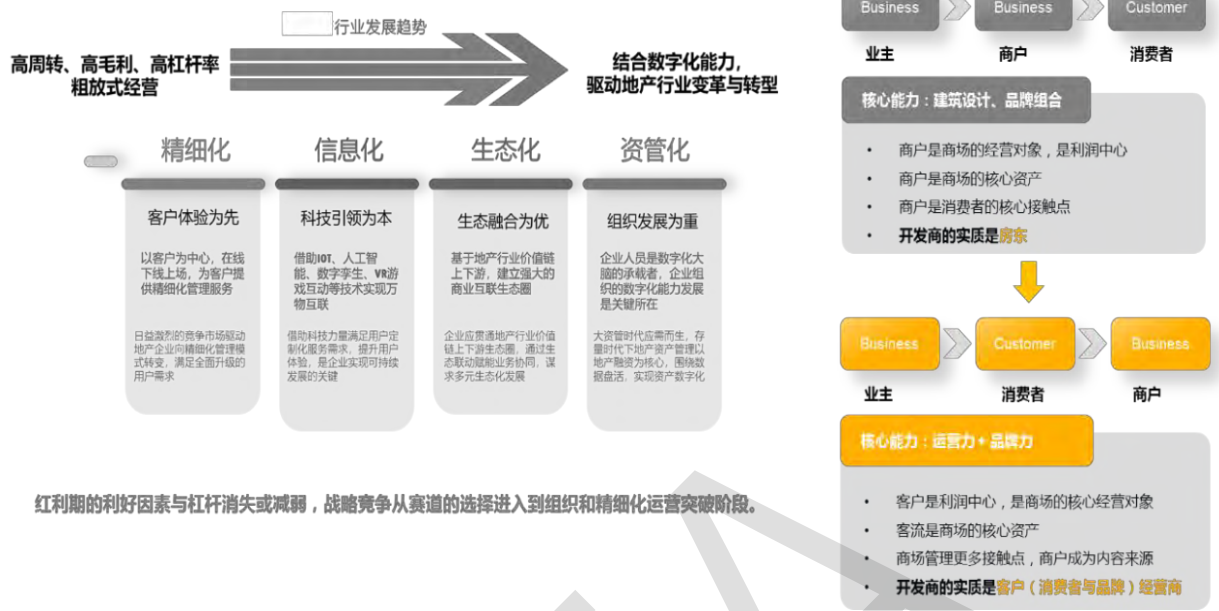 行业发展趋势
高周转、高毛利、高杠杆率
粗放式经营
结合数字化能力，
驱动地产行业变革与转型
精细化
客户体验为先
以客户为中心，在线
下线上场，为客户提
供精细化管理服务
日益激烈的竞争市场驱动
地产企业向精细化管理模
式转变，满足全面升级的
用户需求
信息化
科技引领为本
借助IOT、人工智
能、数字孪生、VR游
戏互动等技术实现万
物互联
借助科技力量满足用户定
制化服务需求，提升用户
体验，是企业实现可持续
发展的关键
生态化
生态融合为优
基于地产行业价值链
上下游，建立强大的
商业互联生态圈
企业应贯通地产行业价值
链上下游生态圈，通过生
态联动赋能业务协同，谋
求多元生态化发展
资管化
组织发展为重
企业人员是数字化大
脑的承载者，企业组
织的数字化能力发展
是关键所在
大资管时代应需而生，存
量时代下地产资产管理以
地产融资为核心，围绕数
据盘活，实现资产数字化
红利期的利好因素与杠杆消失或减弱，战略竞争从赛道的选择进入到组织和精细化运营突破阶段。
Business Business Customer
业主 商户 消费者
核心能力：建筑设计、品牌组合
• 商户是商场的经营对象，是利润中心
• 商户是商场的核心资产
• 商户是消费者的核心接触点
• 开发商的实质是房东
Business Customer Business
业主 消费者 商户
核心能力：运营力+品牌力
• 客户是利润中心，是商场的核心经营对象
• 客流是商场的核心资产
• 商场管理更多接触点，商户成为内容来源
• 开发商的实质是客户（消费者与品牌）经营商